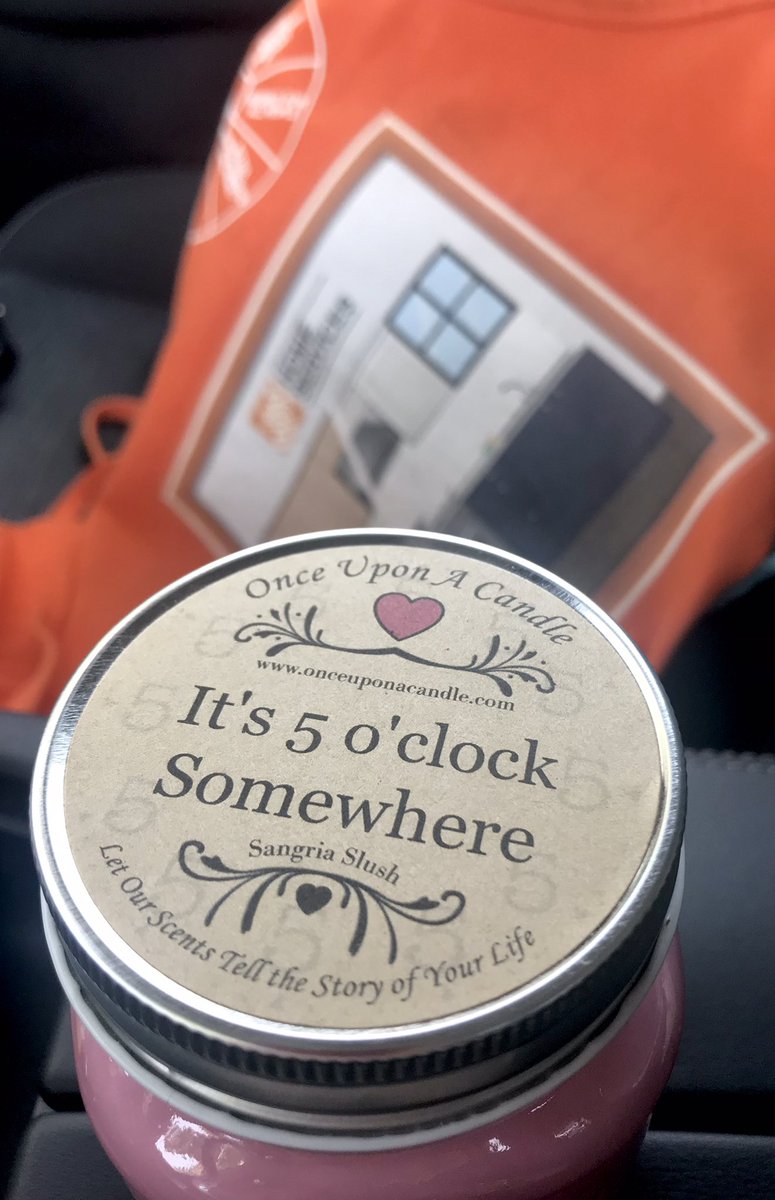 Once Upon A Candle
www.onceuponacandle.com
It's 5 o'clock
Somewhere
Sangria Slush
Let Our Scents Tell the Story of Your Life